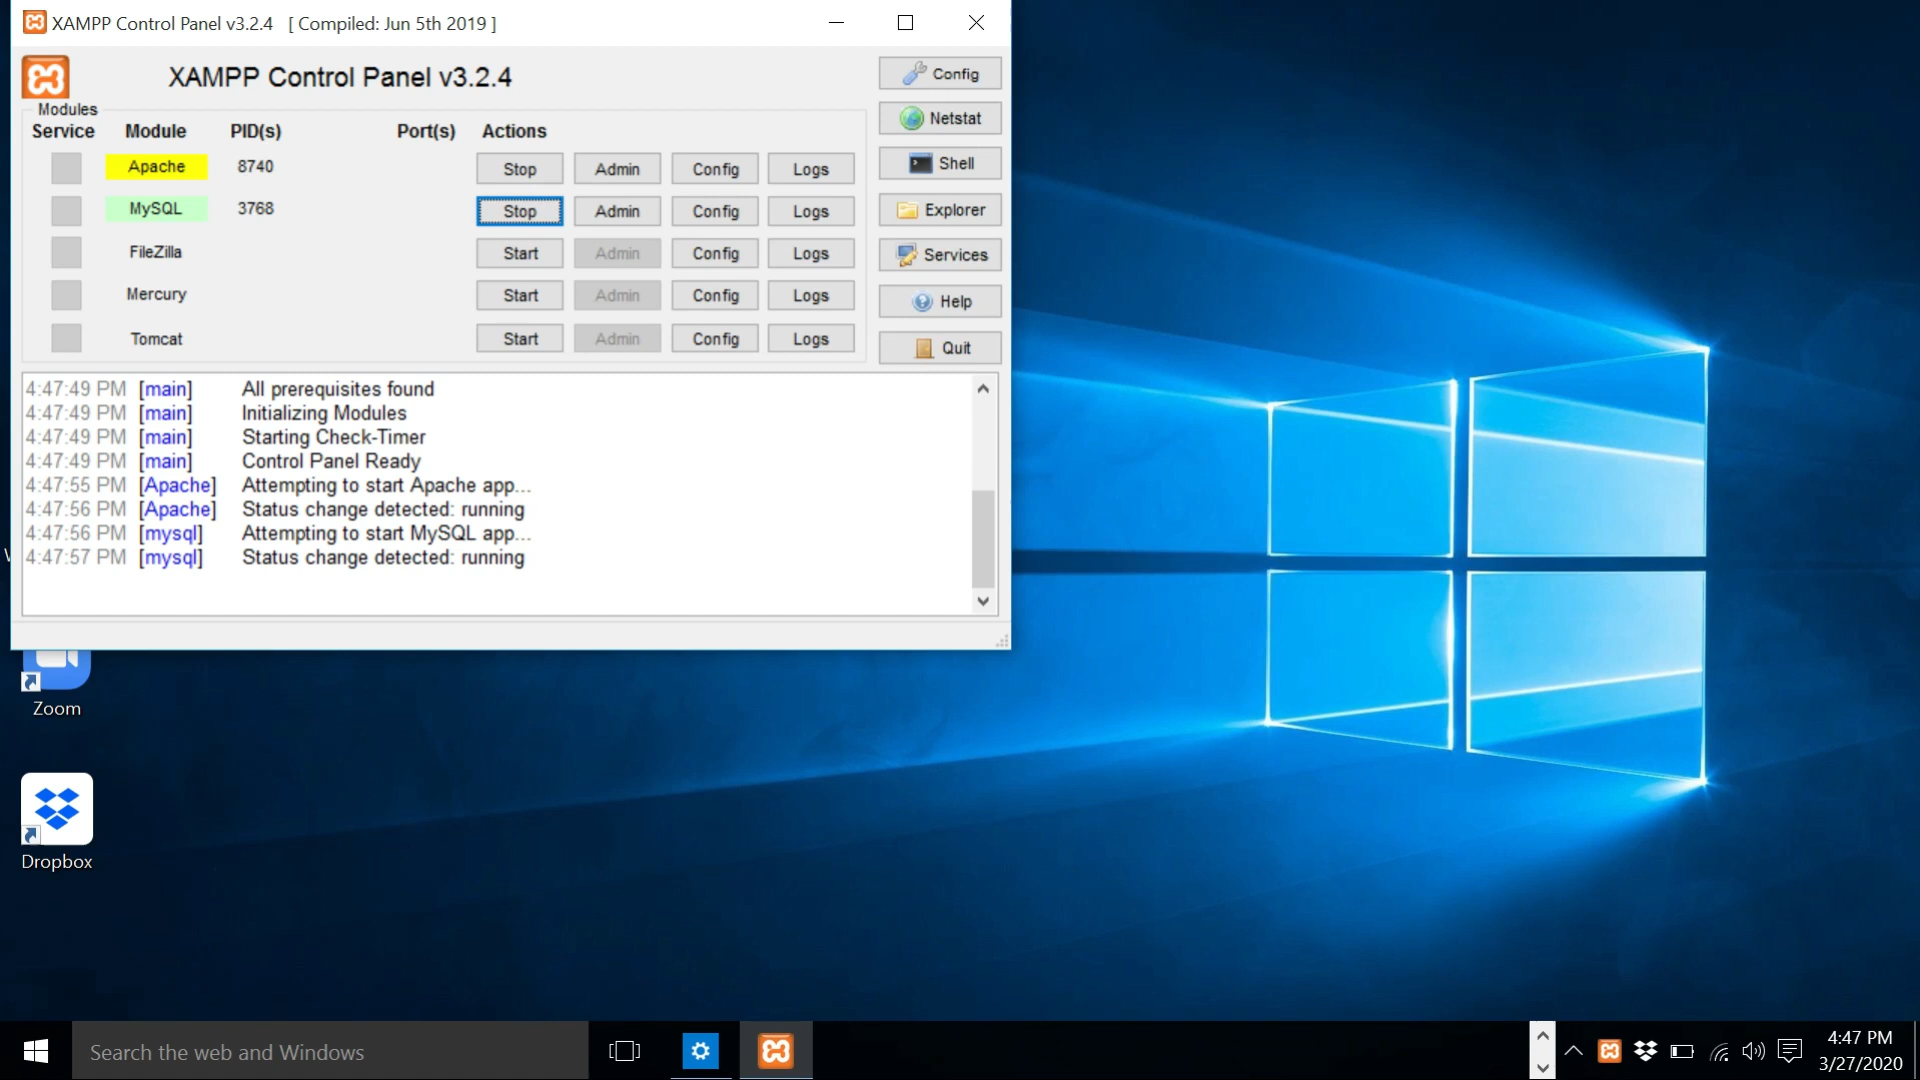 XAMPP Control Panel v3.2.4 [ Compiled: Jun 5th 2019 ]
XAMPP Control Panel v3.2.4
Config
Modules
Service Module PID(s) Port(s) Actions
Netstat
Apache 8740 Stop Admin Config Logs
Shell
MySQL 3768 Stop Admin Config Logs
Explorer
FileZilla Start Admin Config Logs
Services
Mercury Start Admin Config Logs
Help
Tomcat Start Admin Config Logs
Quit
4:47:49 PM [main] All prerequisites found
4:47:49 PM [main] Initializing Modules
4:47:49 PM [main] Starting Check-Timer
4:47:49 PM [main] Control Panel Ready
4:47:55 PM [Apache] Attempting to start Apache app...
4:47:56 PM [Apache] Status change detected: running
4:47:56 PM [mysql] Attempting to start MySQL app...
4:47:57 PM [mysql] Status change detected: running
Zoom
Dropbox
Search the web and Windows
4:47 PM
3/27/2020